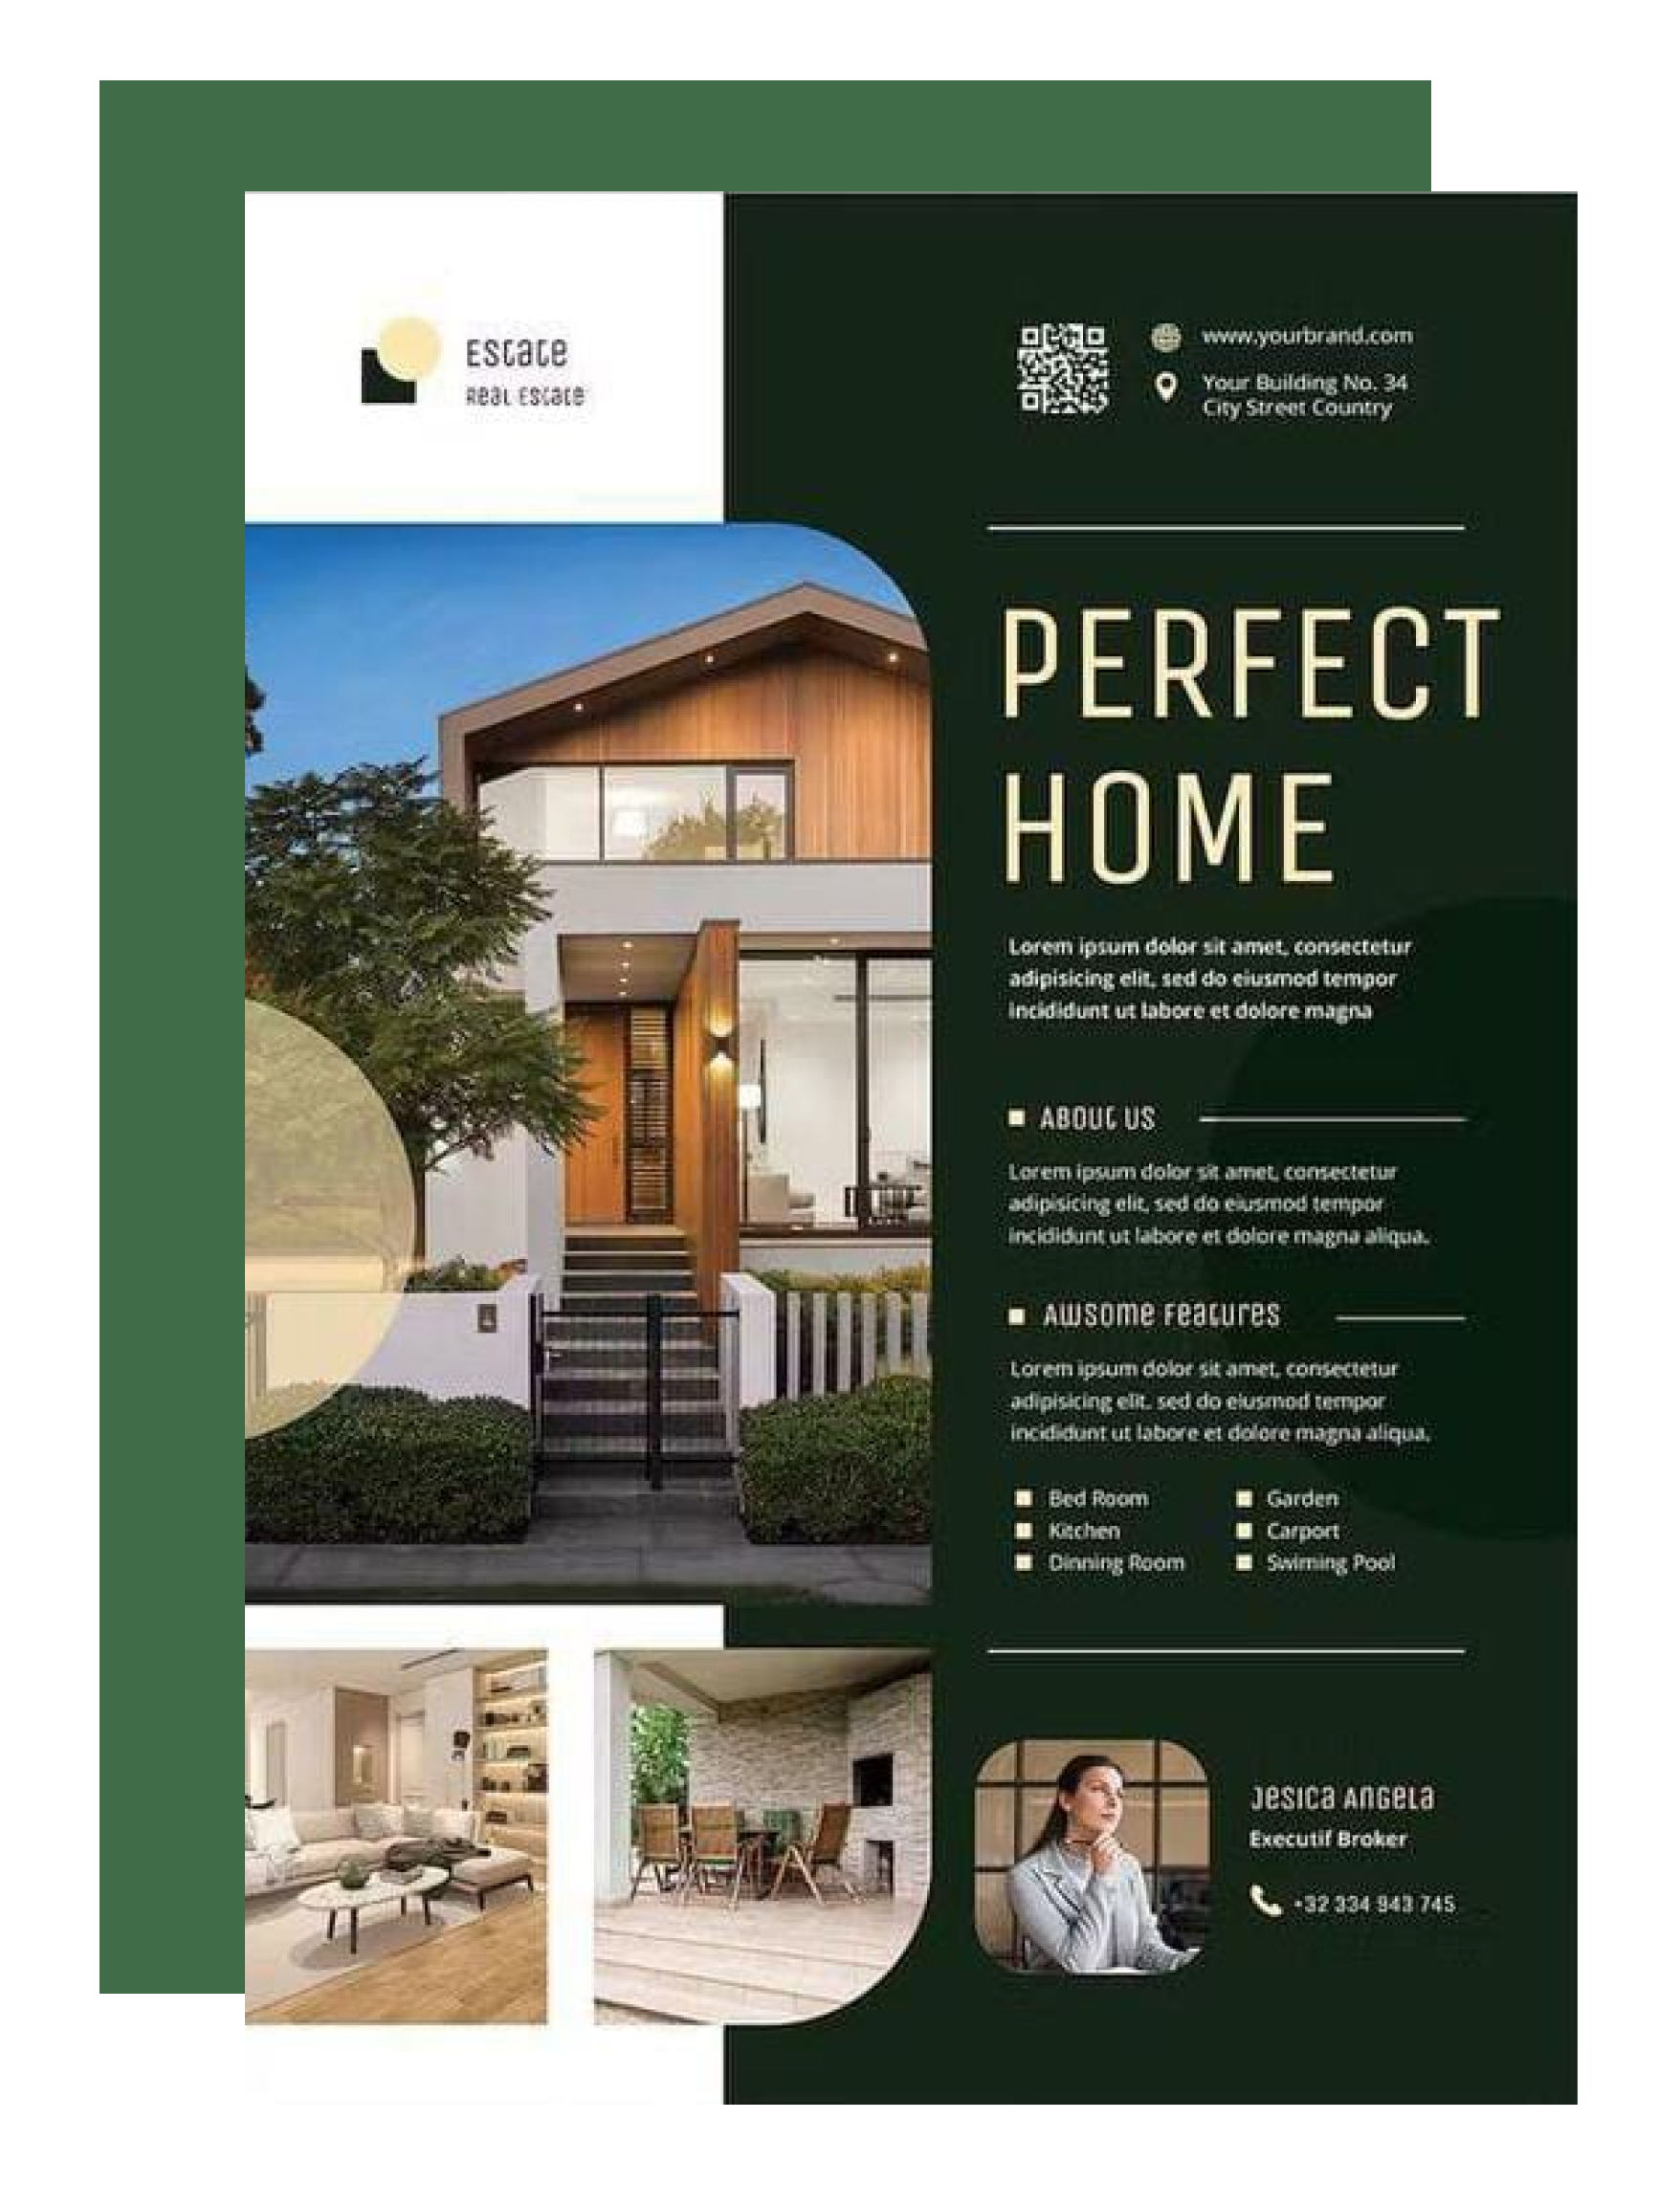 Estate
Real Estate
www.yourbrand.com
Your Building No. 34
City Street Country
PERFECT
HOME
Lorem ipsum dolor sit amet, consectetur
adipisicing elit, sed do eiusmod tempor
incididunt ut labore et dolore magna
ABOUT US
Lorem ipsum dolor sit amet, consectetur
adipisicing elit, sed do eiusmod tempor
incididunt ut labore et dolore magna aliqua.
Awsome Features
Lorem ipsum dolor sit amet, consectetur
adipisicing elit, sed do eiusmod tempor
incididunt ut labore et dolore magna aliqua.
Bed Room
Kitchen
Dinning Room
Garden
Carport
Swiming Pool
Jesica Angela
Executif Broker
+32 334 943 745